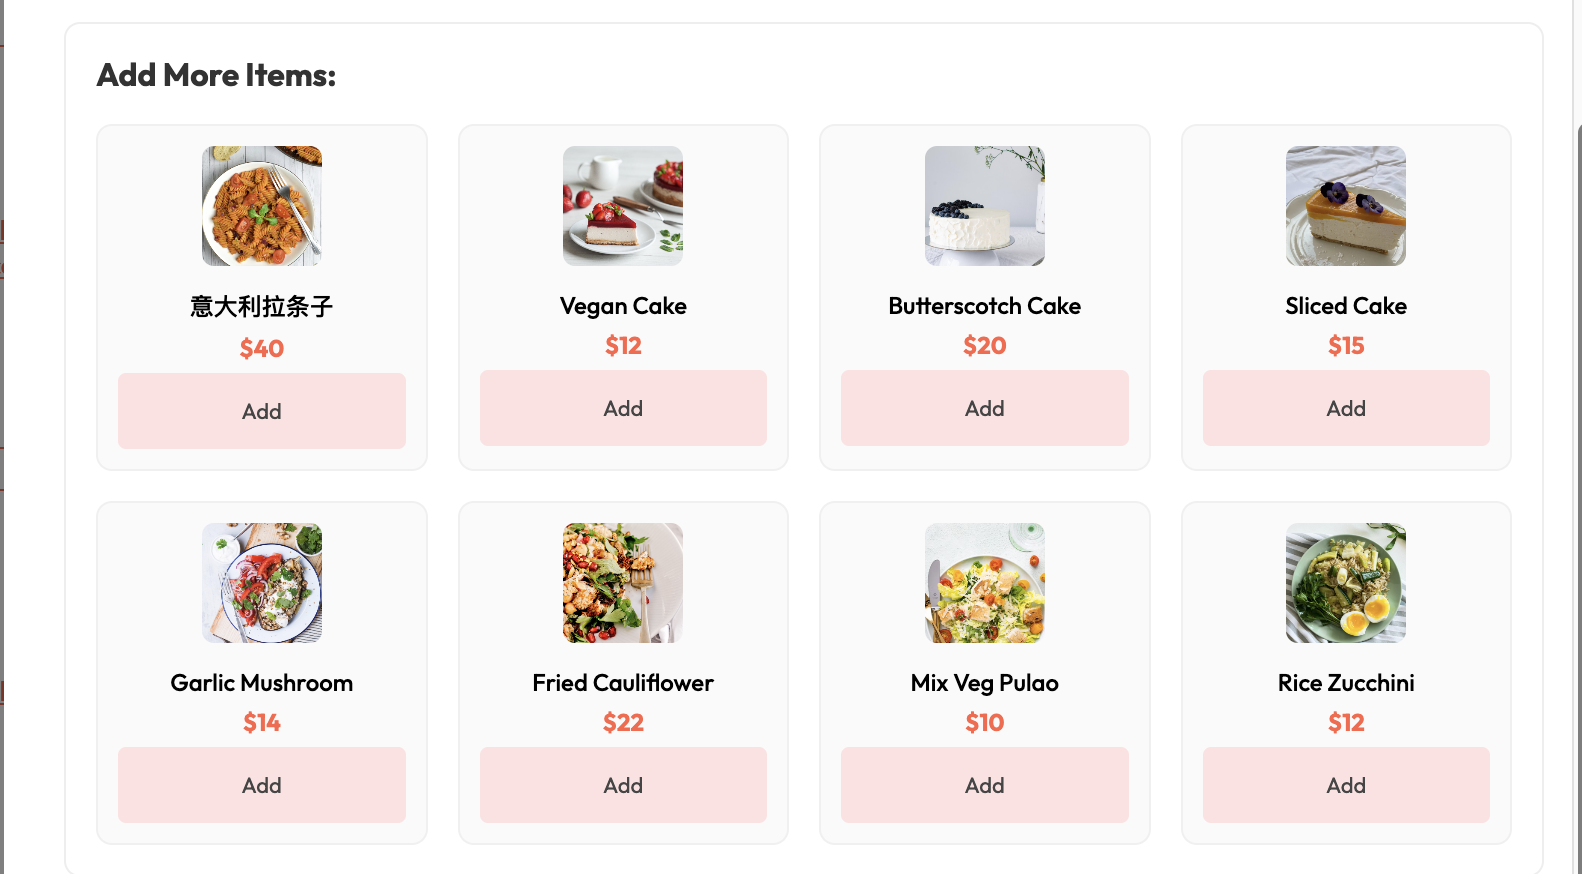 Add More Items:
意大利拉条子
$40
Add
Vegan Cake
$12
Add
Butterscotch Cake
$20
Add
Sliced Cake
$15
Add
Garlic Mushroom
$14
Add
Fried Cauliflower
$22
Add
Mix Veg Pulao
$10
Add
Rice Zucchini
$12
Add